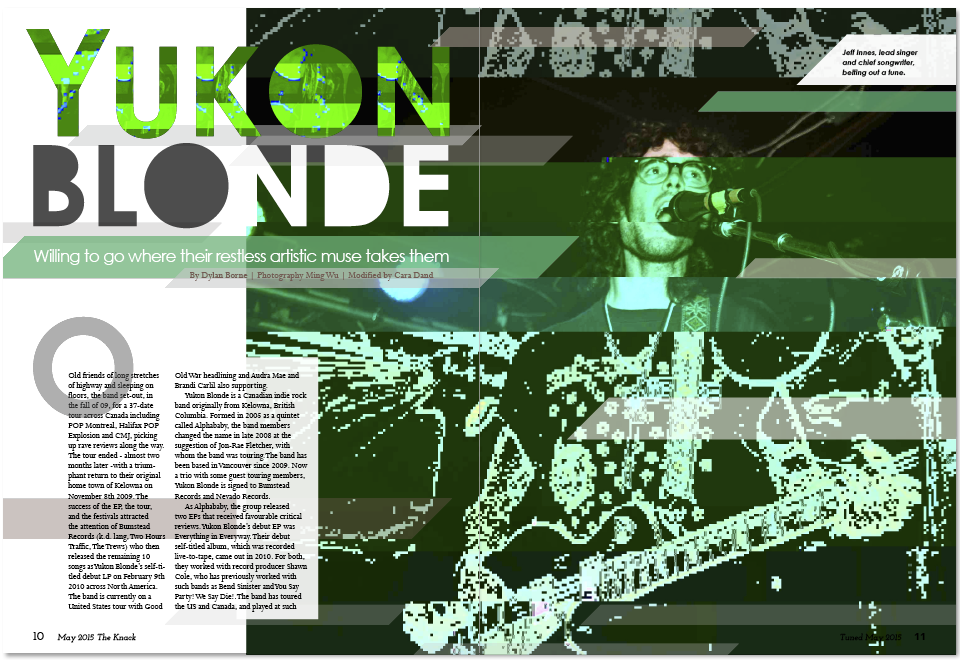 YUKON
BLONDE
Willing to go where their restless artistic muse takes them
By Dylan Borne | Photography Ming Wu | Modified by Cara Dand
Jeff Innes, lead singer
and chief songwriter,
belting out a tune.
Old friends of long stretches
of highway and sleeping on
floors, the band set-out, in
the fall of 09, for a 37-date
tour across Canada including
POP Montreal, Halifax POP
Explosion and CMJ, picking
up rave reviews along the way.
The tour ended - almost two
months later -with a trium-
phant return to their original
home town of Kelowna on
November 8th 2009. The
success of the EP, the tour,
and the festivals attracted
the attention of Bumstead
Records (k.d. lang, Two Hours
Traffic, The Trews) who then
released the remaining 10
songs as Yukon Blonde's self-ti-
tled debut LP on February 9th
2010 across North America.
The band is currently on a
United States tour with Good
Old War headlining and Audra Mae and
Brandi Carlil also supporting.
Yukon Blonde is a Canadian indie rock
band originally from Kelowna, British
Columbia. Formed in 2005 as a quintet
called Alphababy, the band members
changed the name in late 2008 at the
suggestion of Jon-Rae Fletcher, with
whom the band was touring. The band has
been based in Vancouver since 2009. Now
a trio with some guest touring members,
Yukon Blonde is signed to Bumstead
Records and Nevado Records.
As Alphababy, the group released
two EFs that received favourable critical
reviews. Yukon Blonde's debut EP was
Everything in Everyway. Their debut
self-titled album, which was recorded
live-to-tape, came out in 2010. For both,
they worked with record producer Shawn
Cole, who has previously worked with
such bands as Bend Sinister and You Say
Party! We Say Die!. The band has toured
the US and Canada, and played at such
10 May 2015 The Knack
Tuned May 2015 11